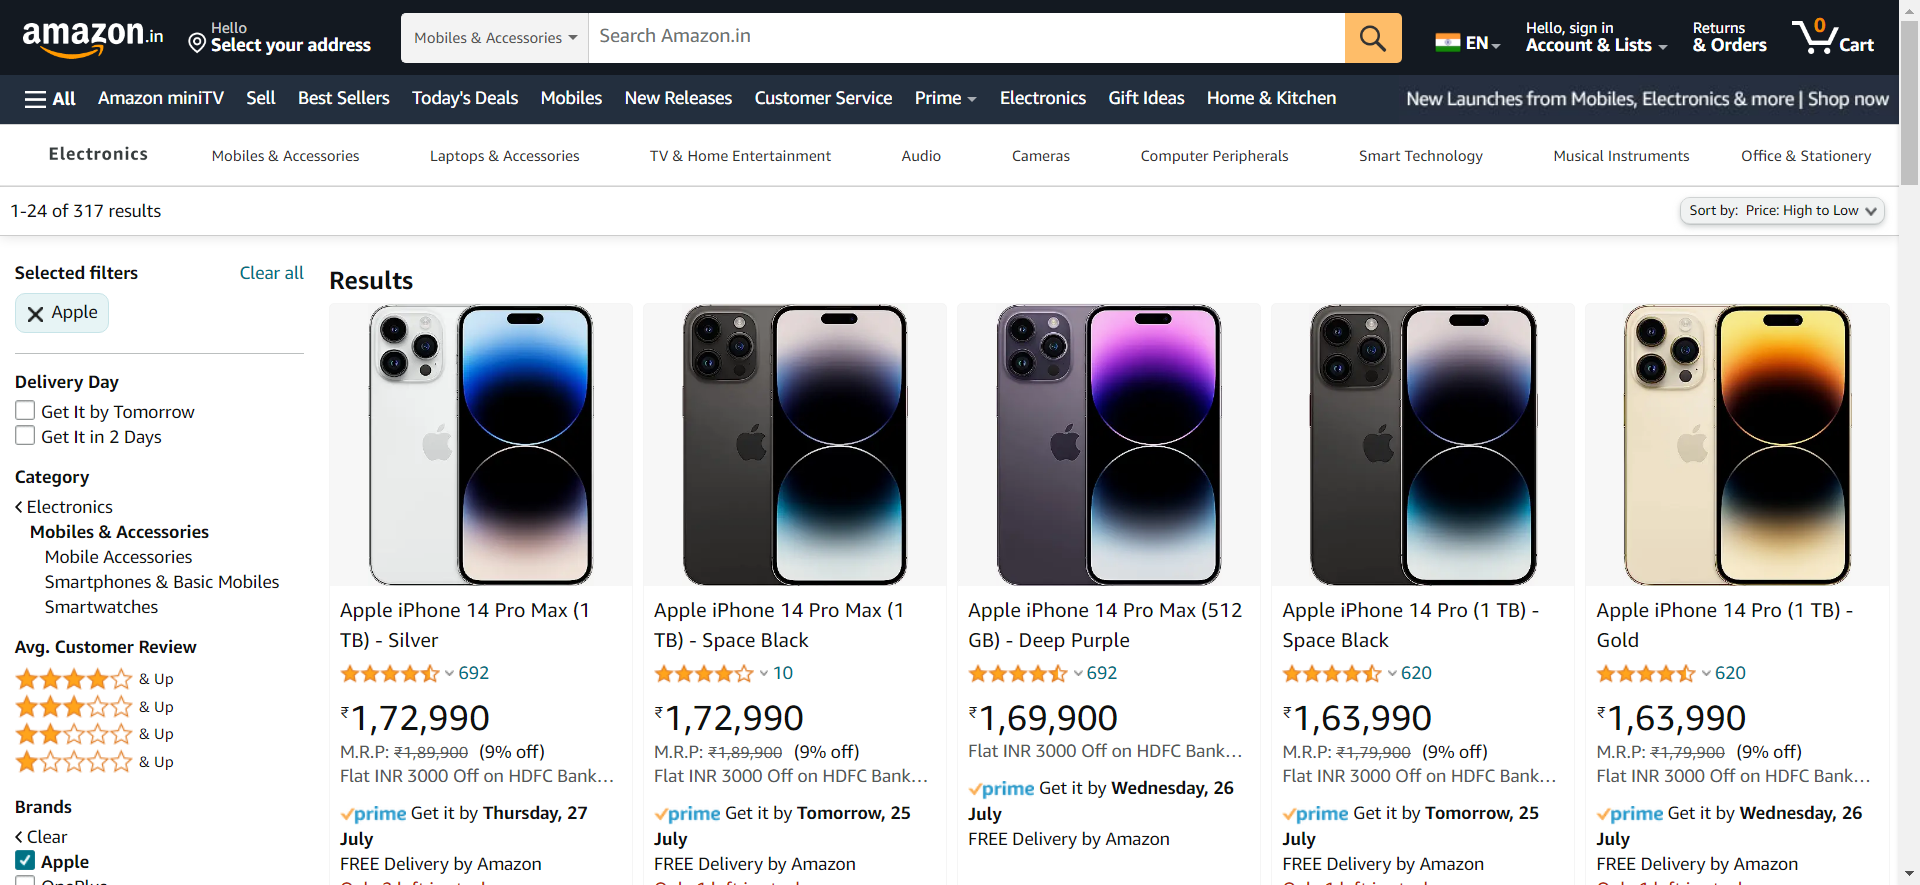 amazon.in
Hello
Select your address
Mobiles & Accessories
Search Amazon.in
EN
Hello, sign in
Account & Lists
Returns
& Orders
0
Cart
All
Amazon miniTV
Sell
Best Sellers
Today's Deals
Mobiles
New Releases
Customer Service
Prime
Electronics
Gift Ideas
Home & Kitchen
New Launches from Mobiles, Electronics & more | Shop now
Electronics
Mobiles & Accessories
Laptops & Accessories
TV & Home Entertainment
Audio
Cameras
Computer Peripherals
Smart Technology
Musical Instruments
Office & Stationery
1-24 of 317 results
Sort by: Price: High to Low
Selected filters
Clear all
Apple
Delivery Day
Get It by Tomorrow
Get It in 2 Days
Category
Electronics
Mobiles & Accessories
Mobile Accessories
Smartphones & Basic Mobiles
Smartwatches
Avg. Customer Review
& Up
& Up
& Up
& Up
Brands
Clear
Apple
OnePlus
Results
Apple iPhone 14 Pro Max (1
TB) - Silver
692
₹1,72,990
M.R.P: ₹1,89,900 (9% off)
Flat INR 3000 Off on HDFC Bank…
prime Get it by Thursday, 27
July
FREE Delivery by Amazon
Apple iPhone 14 Pro Max (1
TB) - Space Black
10
₹1,72,990
M.R.P: ₹1,89,900 (9% off)
Flat INR 3000 Off on HDFC Bank…
prime Get it by Tomorrow, 25
July
FREE Delivery by Amazon
Apple iPhone 14 Pro Max (512
GB) - Deep Purple
692
₹1,69,900
Flat INR 3000 Off on HDFC Bank…
prime Get it by Wednesday, 26
July
FREE Delivery by Amazon
Apple iPhone 14 Pro (1 TB) -
Space Black
620
₹1,63,990
M.R.P: ₹1,79,900 (9% off)
Flat INR 3000 Off on HDFC Bank…
prime Get it by Tomorrow, 25
July
FREE Delivery by Amazon
Apple iPhone 14 Pro (1 TB) -
Gold
620
₹1,63,990
M.R.P: ₹1,79,900 (9% off)
Flat INR 3000 Off on HDFC Bank…
prime Get it by Wednesday, 26
July
FREE Delivery by Amazon